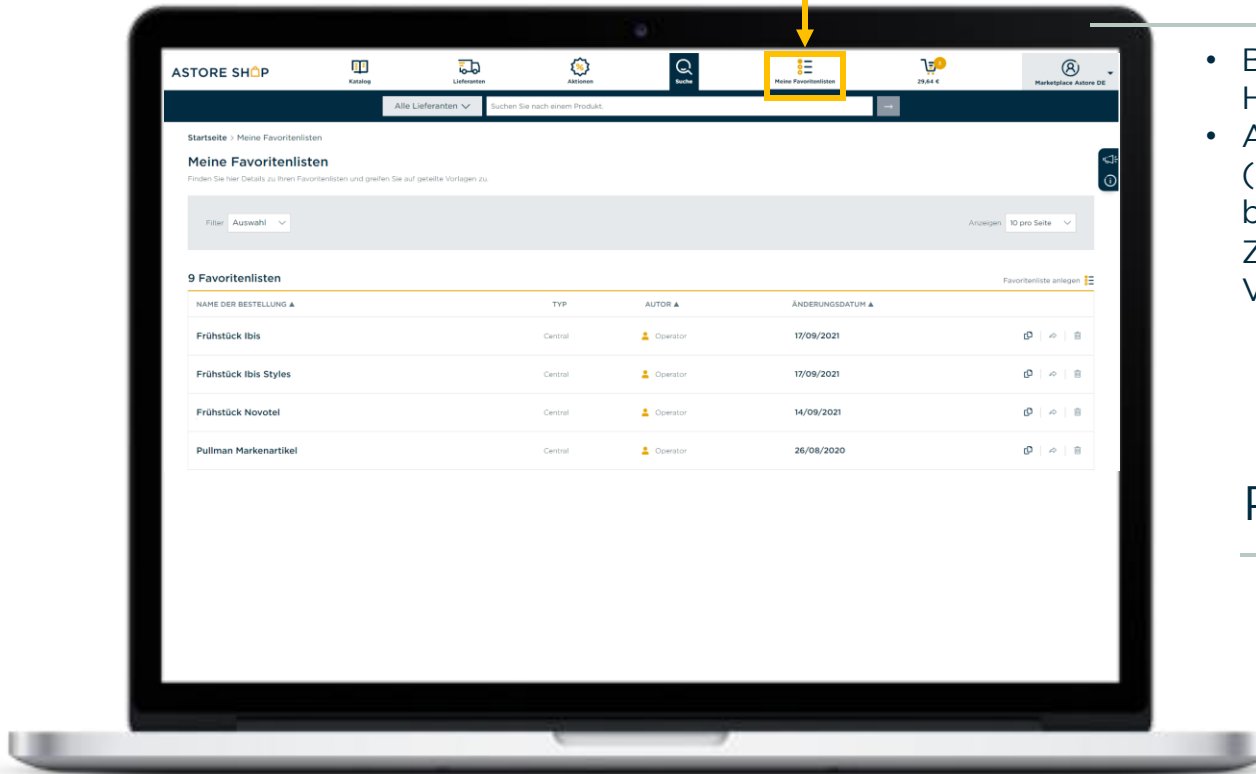 ASTORE SHOP
Katalog
Lieferanten
Aktionen
Suche
Meine Favoritenlisten
29,64 €
Marketplace Astore DE
Alle Lieferanten
Suchen Sie nach einem Produkt.
Startseite > Meine Favoritenlisten
Meine Favoritenlisten
Finden Sie hier Details zu Ihren Favoritenlisten und greifen Sie auf geteilte Vorlagen zu.
Filter Auswahl
Anzeigen 10 pro Seite
9 Favoritenlisten
Favoritenliste anlegen
NAME DER BESTELLUNG ▲ TYP AUTOR ▲ ÄNDERUNGSDATUM ▲
Frühstück Ibis Central Operator 17/09/2021
Frühstück Ibis Styles Central Operator 17/09/2021
Frühstück Novotel Central Operator 14/09/2021
Pullman Markenartikel Central Operator 26/08/2020